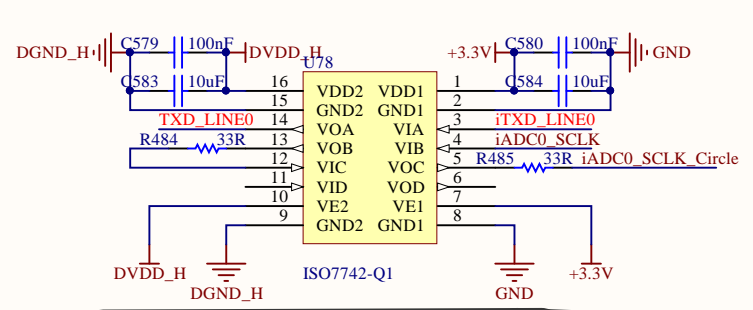 C579 100nF
DGND_H DVDD_H
C583 10uF
C580 100nF
+3.3V GND
C584 10uF
U78
16 VDD2 VDD1 1
15 GND2 GND1 2
TXD_LINE0 14 VOA VIA 3 iTXD_LINE0
R484 33R 13 VOB VIB 4 iADC0_SCLK
12 VIC VOC 5 R485 33R iADC0_SCLK_Circle
11 VID VOD 6
10 VE2 VE1 7
9 GND2 GND1 8
DVDD_H ISO7742-Q1 +3.3V
DGND_H GND